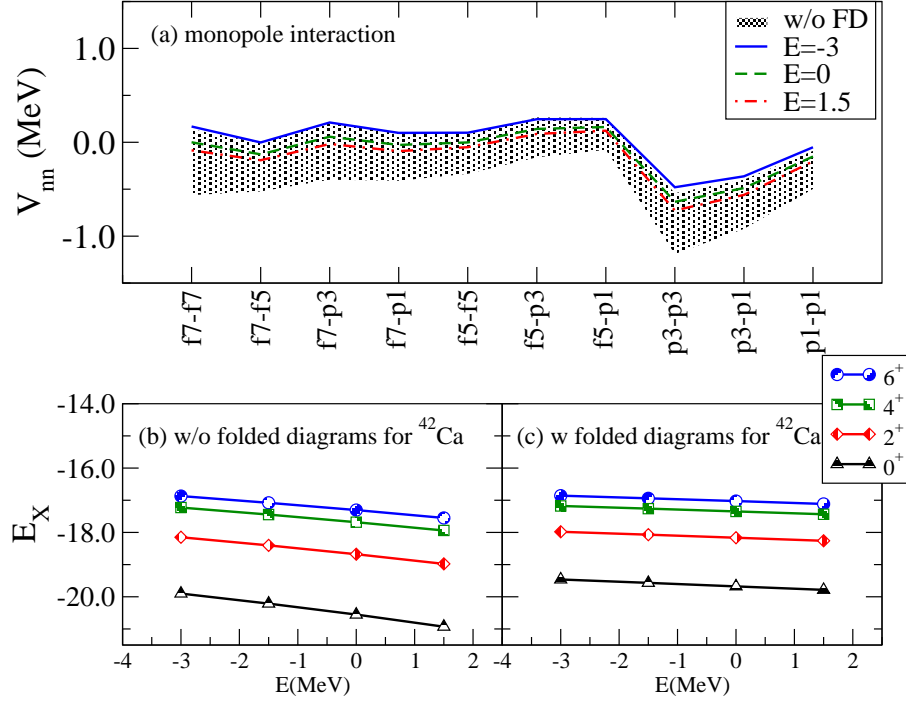 (a) monopole interaction
w/o FD
E=-3
E=0
E=1.5
V_nn (MeV)
1.0
0.0
-1.0
f7-f7
f7-f5
f7-p3
f7-p1
f5-f5
f5-p3
f5-p1
p3-p3
p3-p1
p1-p1
6+
4+
2+
0+
(b) w/o folded diagrams for 42Ca
(c) w folded diagrams for 42Ca
E_X
-14.0
-16.0
-18.0
-20.0
-4 -3 -2 -1 0 1 2
-4 -3 -2 -1 0 1 2
E(MeV)
E(MeV)